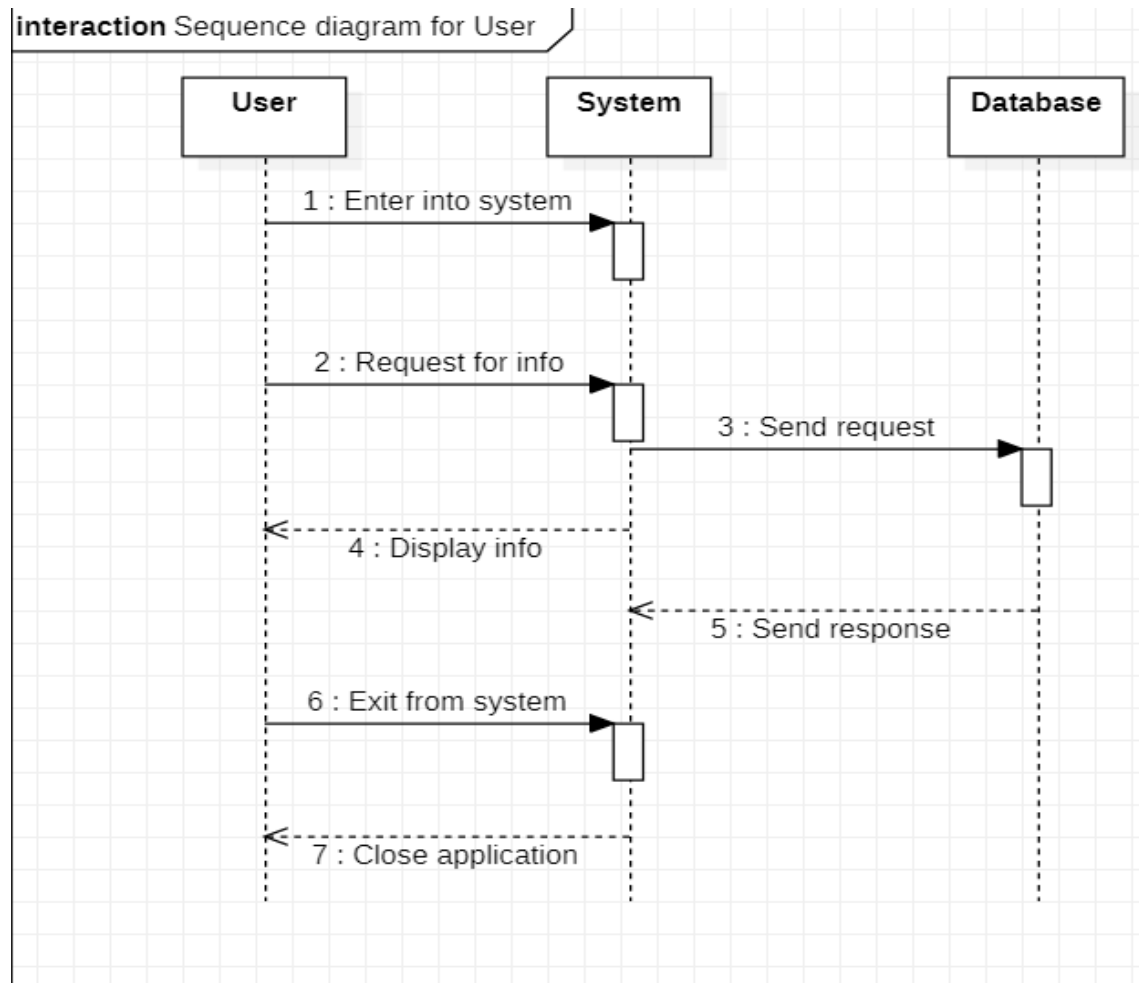 interaction Sequence diagram for User
User
System
Database
1 : Enter into system
2 : Request for info
3 : Send request
4 : Display info
5 : Send response
6 : Exit from system
7 : Close application